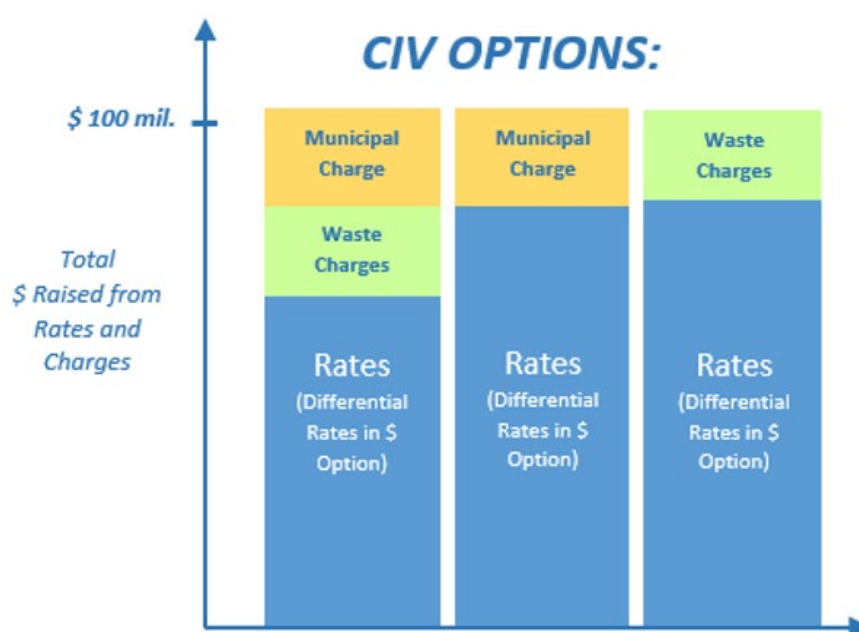 CIV OPTIONS:
$ 100 mil.
Total
$ Raised from
Rates and
Charges
Municipal
Charge
Waste
Charges
Rates
(Differential
Rates in $
Option)
Municipal
Charge
Rates
(Differential
Rates in $
Option)
Waste
Charges
Rates
(Differential
Rates in $
Option)